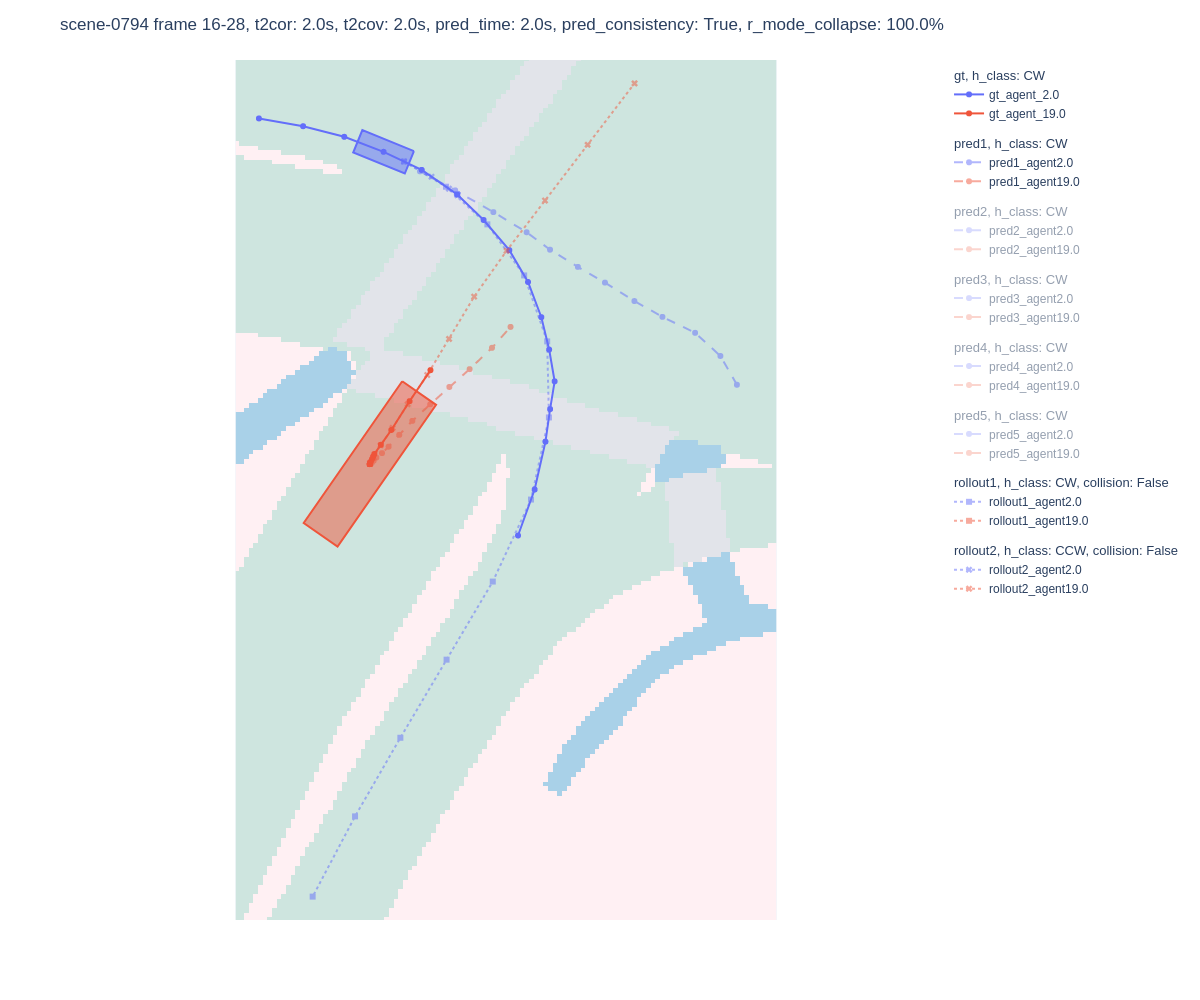 scene-0794 frame 16-28, t2cor: 2.0s, t2cov: 2.0s, pred_time: 2.0s, pred_consistency: True, r_mode_collapse: 100.0%
gt, h_class: CW
gt_agent_2.0
gt_agent_19.0
pred1, h_class: CW
pred1_agent2.0
pred1_agent19.0
pred2, h_class: CW
pred2_agent2.0
pred2_agent19.0
pred3, h_class: CW
pred3_agent2.0
pred3_agent19.0
pred4, h_class: CW
pred4_agent2.0
pred4_agent19.0
pred5, h_class: CW
pred5_agent2.0
pred5_agent19.0
rollout1, h_class: CW, collision: False
rollout1_agent2.0
rollout1_agent19.0
rollout2, h_class: CCW, collision: False
rollout2_agent2.0
rollout2_agent19.0